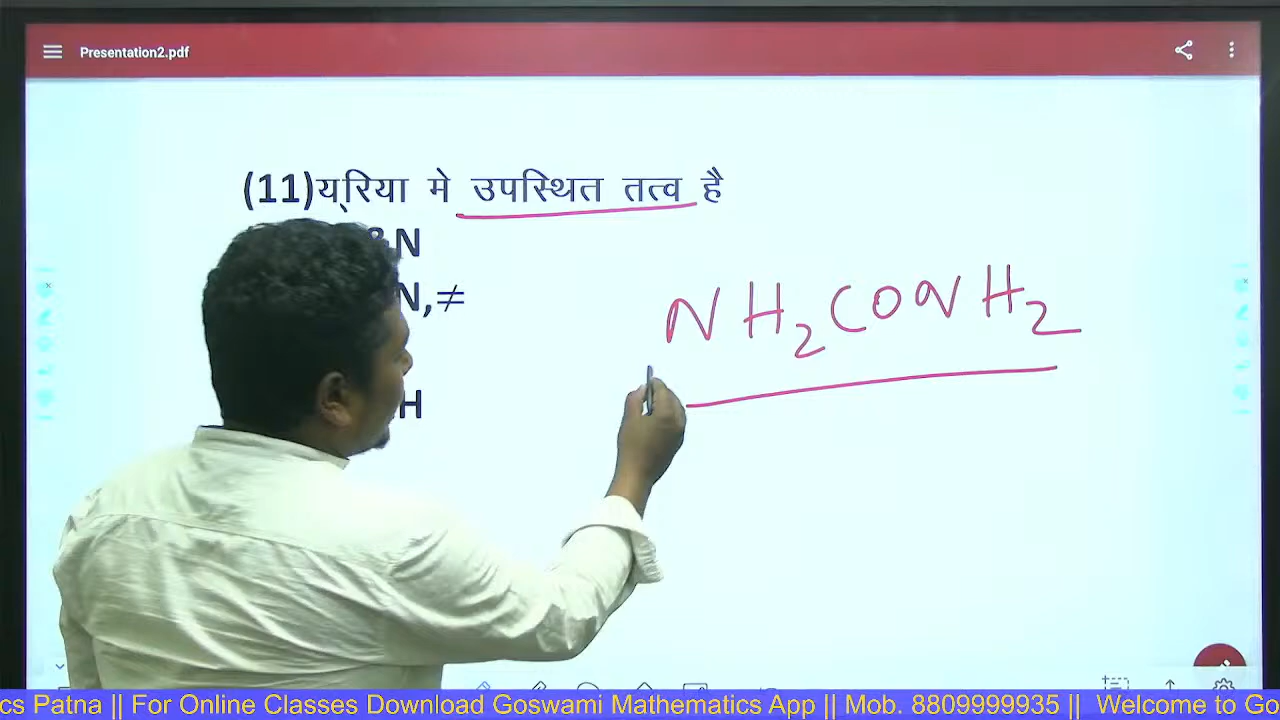 Presentation2.pdf
(11)य्रिया मे उपस्थित तत्व है
&N
N,≠
H
NH2CONH2
cs Patna || For Online Classes Download Goswami Mathematics App || Mob. 8809999935 || Welcome to Go